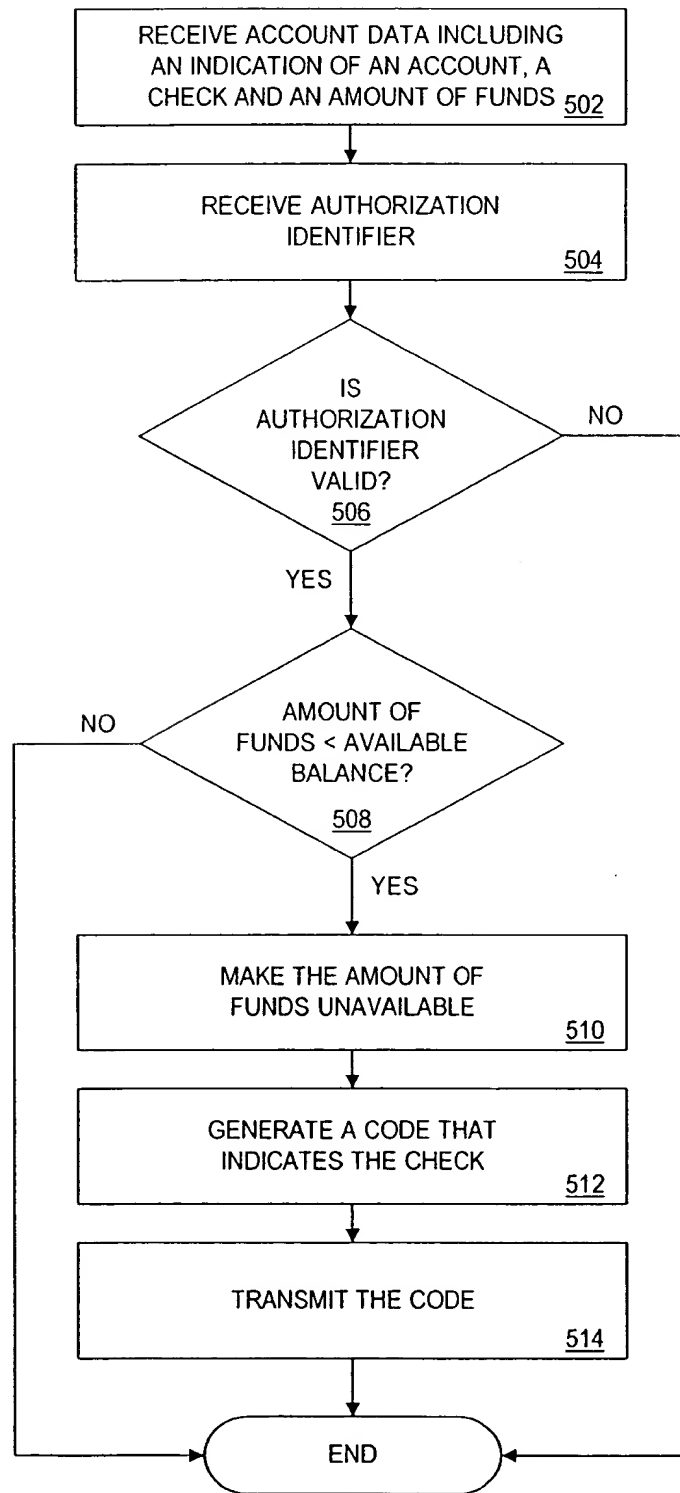 RECEIVE ACCOUNT DATA INCLUDING
AN INDICATION OF AN ACCOUNT, A
CHECK AND AN AMOUNT OF FUNDS
502
RECEIVE AUTHORIZATION
IDENTIFIER
504
IS
AUTHORIZATION
IDENTIFIER
VALID?
506
NO
YES
AMOUNT OF
FUNDS < AVAILABLE
BALANCE?
508
NO
YES
MAKE THE AMOUNT OF
FUNDS UNAVAILABLE
510
GENERATE A CODE THAT
INDICATES THE CHECK
512
TRANSMIT THE CODE
514
END